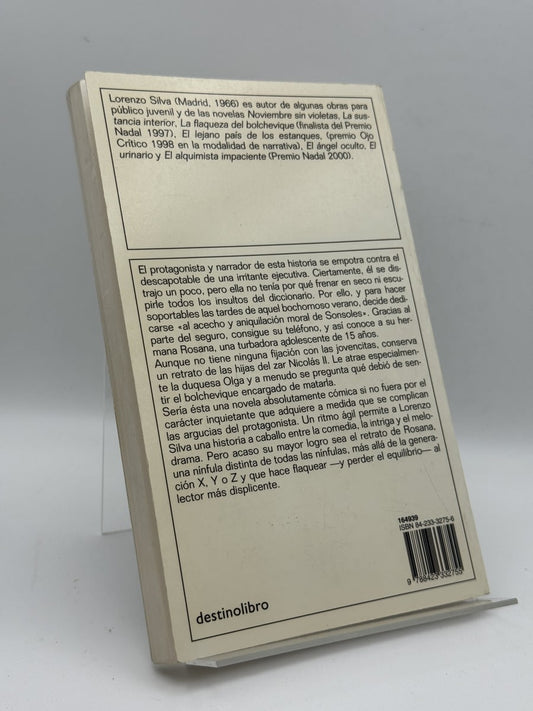 Lorenzo Silva (Madrid, 1966) es autor de algunas obras para
público juvenil y de las novelas Noviembre sin violetas, La sus-
tancia interior, La flaqueza del bolchevique (finalista del Premio
Nadal 1997), El lejano país de los estanques, (premio Ojo
Crítico 1998 en la modalidad de narrativa), El ángel oculto, El
urinario y El alquimista impaciente (Premio Nadal 2000).
El protagonista y narrador de esta historia se empotra contra el
descapotable de una irritante ejecutiva. Ciertamente, él se dis-
trajo un poco, pero ella no tenía por qué frenar en seco ni escu-
pirle todos los insultos del diccionario. Por ello, y para hacer
soportables las tardes de aquel bochornoso verano, decide dedi-
carse «al acecho y aniquilación moral de Sonsoles». Gracias al
parte del seguro, consigue su teléfono, y así conoce a su her-
mana Rosana, una turbadora adolescente de 15 años.
Aunque no tiene ninguna fijación con las jovencitas, conserva
un retrato de las hijas del zar Nicolás II. Le atrae especialmen-
te la duquesa Olga y a menudo se pregunta qué debió de sen-
tir el bolchevique encargado de matarla.
Sería ésta una novela absolutamente cómica si no fuera por el
carácter inquietante que adquiere a medida que se complican
las argucias del protagonista. Un ritmo ágil permite a Lorenzo
Silva una historia a caballo entre la comedia, la intriga y el melo-
drama. Pero acaso su mayor logro sea el retrato de Rosana,
una nínfula distinta de todas las nínfulas, más allá de la genera-
ción X, Y o Z y que hace flaquear —y perder el equilibrio— al
lector más displicente.
164939
ISBN 84-233-3275-6
9 788423 332755
destinolibro